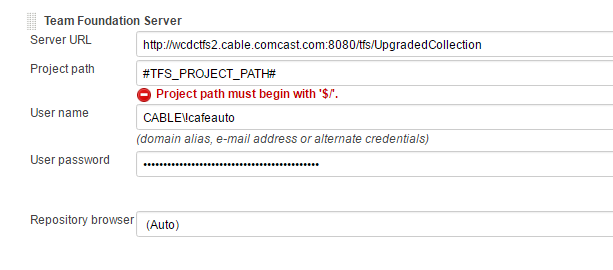 Team Foundation Server
Server URL http://wcdctfs2.cable.comcast.com:8080/tfs/UpgradedCollection
Project path #TFS_PROJECT_PATH#
Project path must begin with '$/'.
User name CABLE\!cafeauto
(domain alias, e-mail address or alternate credentials)
User password
Repository browser (Auto)